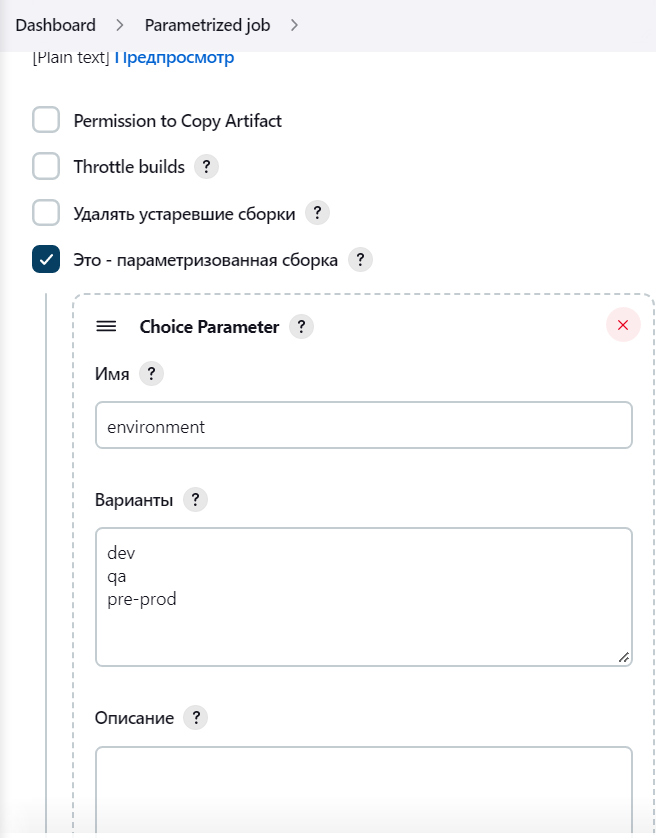 Dashboard > Parametrized job >
[Plain text] Предпросмотр
Permission to Copy Artifact
Throttle builds ?
Удалять устаревшие сборки ?
Это - параметризованная сборка ?
Choice Parameter ?
Имя ?
environment
Варианты ?
dev
qa
pre-prod
Описание ?